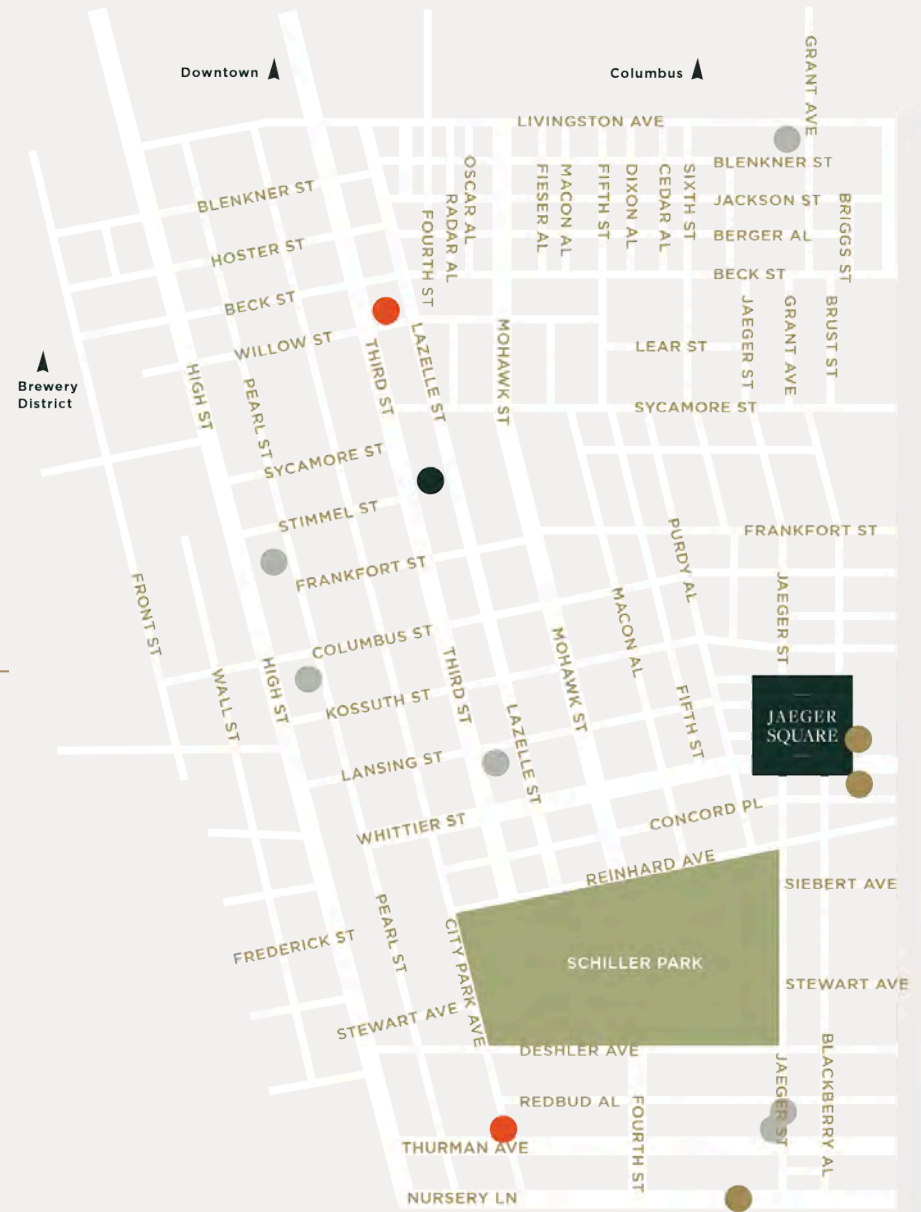 GRANT AVE
Downtown
Columbus
LIVINGSTON AVE
BLENKNER ST
BLENKNER ST
OSCAR AL
RADAR AL
FOURTH ST
FIESER AL
MACON AL
FIFTH ST
DIXON AL
CEDAR AL
SIXTH ST
JACKSON ST
BRIGGS ST
BERGER AL
HOSTER ST
BECK ST
BECK ST
WILLOW ST
LEAR ST
JAEGER ST
GRANT AVE
BRUST ST
Brewery
District
HIGH ST
PEARL ST
THIRD ST
LAZELLE ST
MOHAWK ST
SYCAMORE ST
SYCAMORE ST
STIMMEL ST
FRANKFORT ST
FRANKFORT ST
PURDY AL
FRONT ST
JAEGER ST
MACON AL
COLUMBUS ST
WALL ST
HIGH ST
THIRD ST
MOHAWK ST
KOSSUTH ST
LAZELLE ST
FIFTH ST
JAEGER
SQUARE
LANSING ST
WHITTIER ST
CONCORD PL
REINHARD AVE
SIEBERT AVE
PEARL ST
CITY PARK AVE
FREDERICK ST
SCHILLER PARK
STEWART AVE
STEWART AVE
DESHLER AVE
JAEGER ST
BLACKBERRY AL
REDBUD AL
FOURTH ST
THURMAN AVE
NURSERY LN